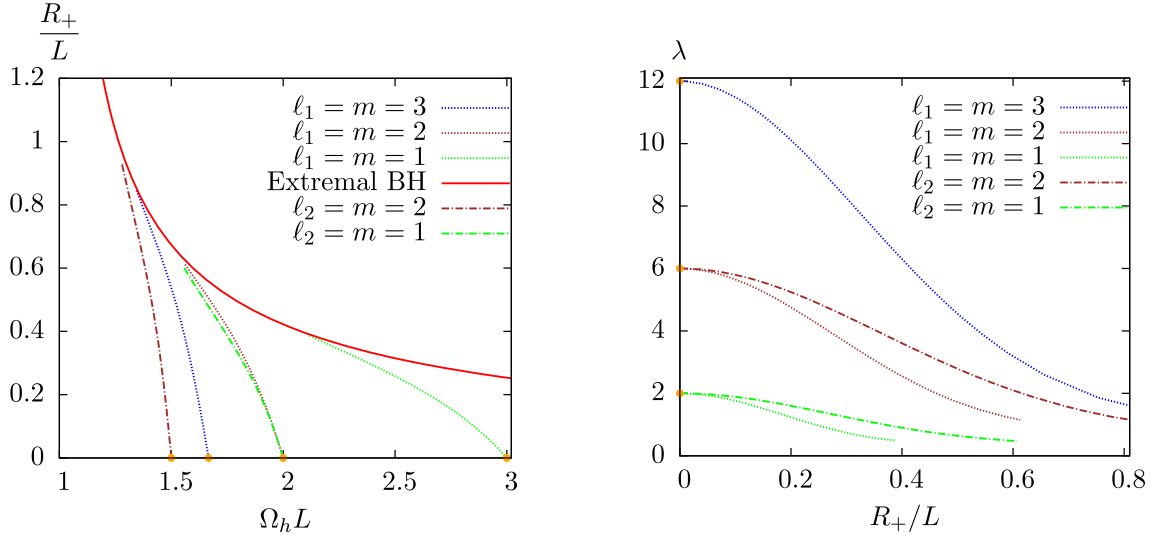 R₊/L
1.2
1
0.8
0.6
0.4
0.2
0
1 1.5 2 2.5 3
Ω_hL
ℓ₁ = m = 3
ℓ₁ = m = 2
ℓ₁ = m = 1
Extremal BH
ℓ₂ = m = 2
ℓ₂ = m = 1
λ
12
10
8
6
4
2
0
0 0.2 0.4 0.6 0.8
R₊/L
ℓ₁ = m = 3
ℓ₁ = m = 2
ℓ₁ = m = 1
ℓ₂ = m = 2
ℓ₂ = m = 1